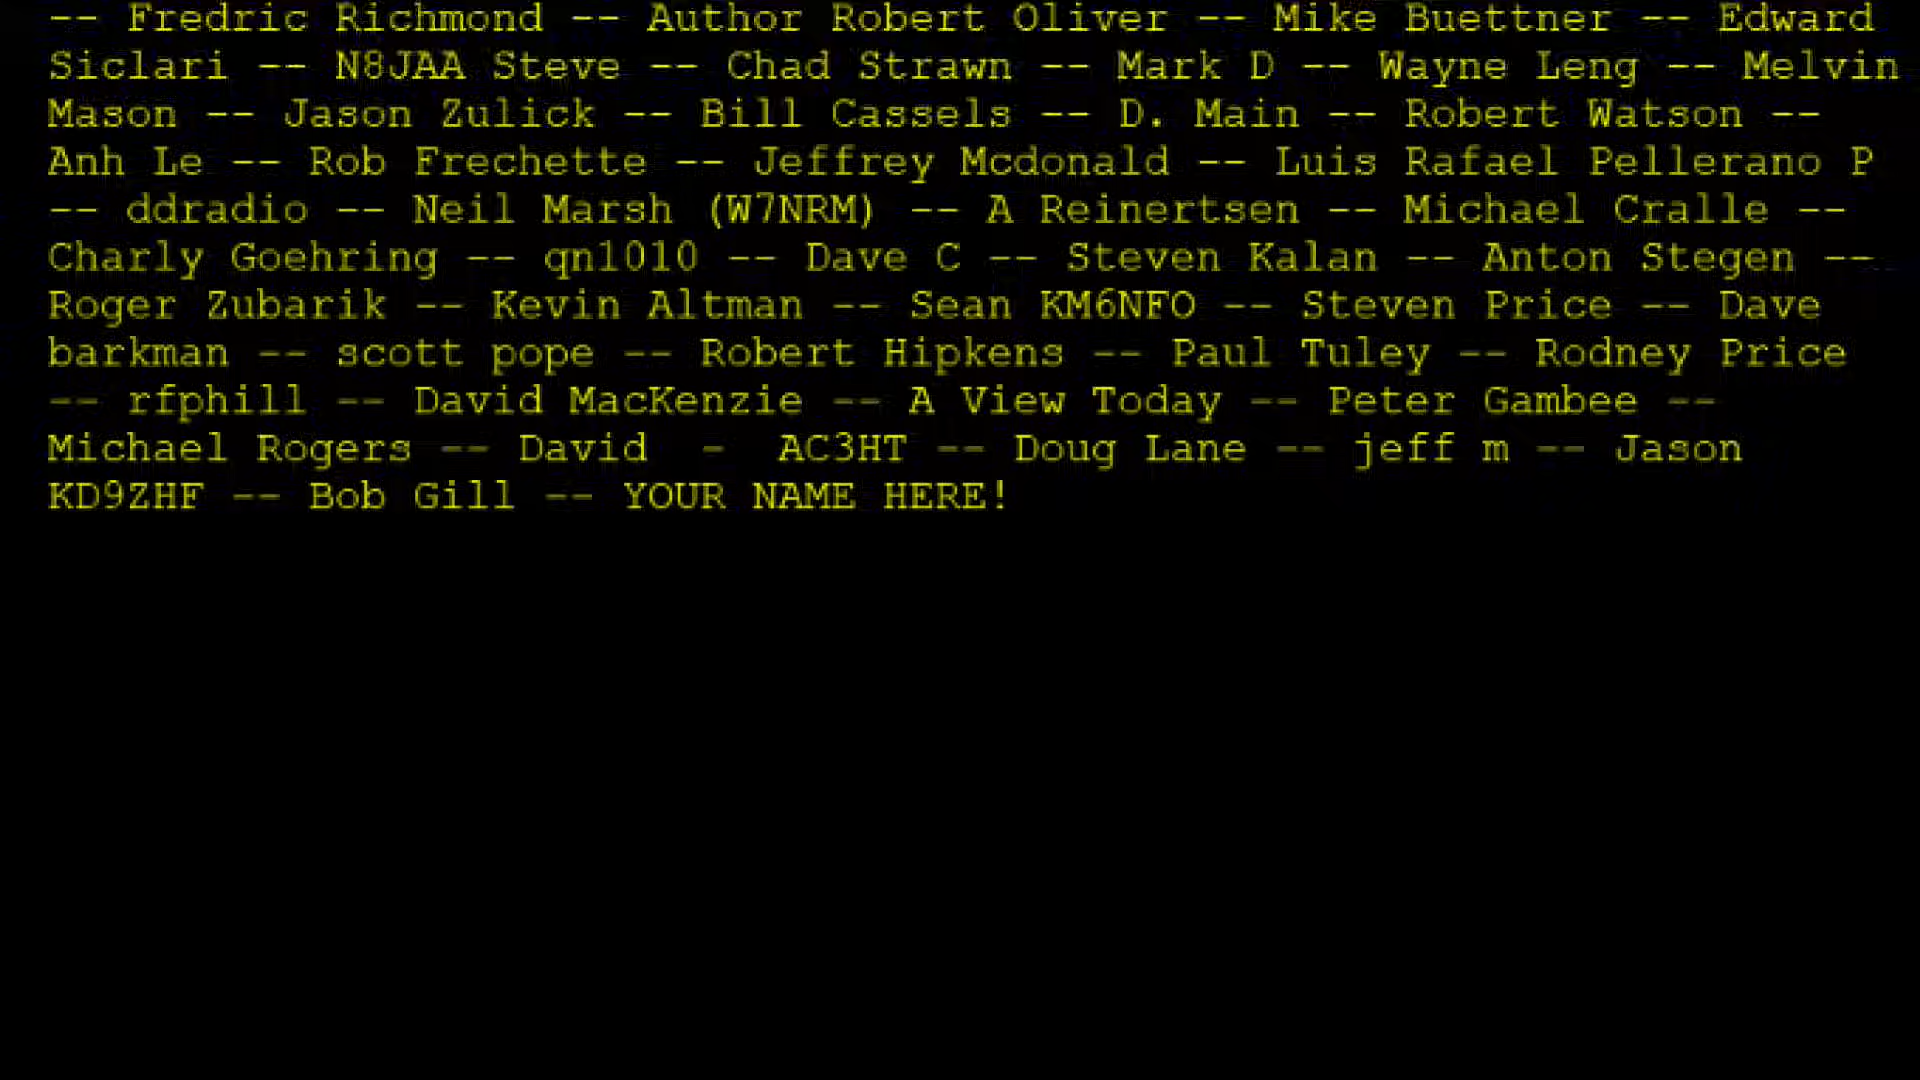 -- Fredric Richmond -- Author Robert Oliver -- Mike Buettner -- Edward
Siclari -- N8JAA Steve -- Chad Strawn -- Mark D -- Wayne Leng -- Melvin
Mason -- Jason Zulick -- Bill Cassels -- D. Main -- Robert Watson --
Anh Le -- Rob Frechette -- Jeffrey Mcdonald -- Luis Rafael Pellerano P
-- ddradio -- Neil Marsh (W7NRM) -- A Reinertsen -- Michael Cralle --
Charly Goehring -- qn1010 -- Dave C -- Steven Kalan -- Anton Stegen --
Roger Zubarik -- Kevin Altman -- Sean KM6NFO -- Steven Price -- Dave
barkman -- scott pope -- Robert Hipkens -- Paul Tuley -- Rodney Price
-- rfphill -- David MacKenzie -- A View Today -- Peter Gambee --
Michael Rogers -- David  -  AC3HT -- Doug Lane -- jeff m -- Jason
KD9ZHF -- Bob Gill -- YOUR NAME HERE!